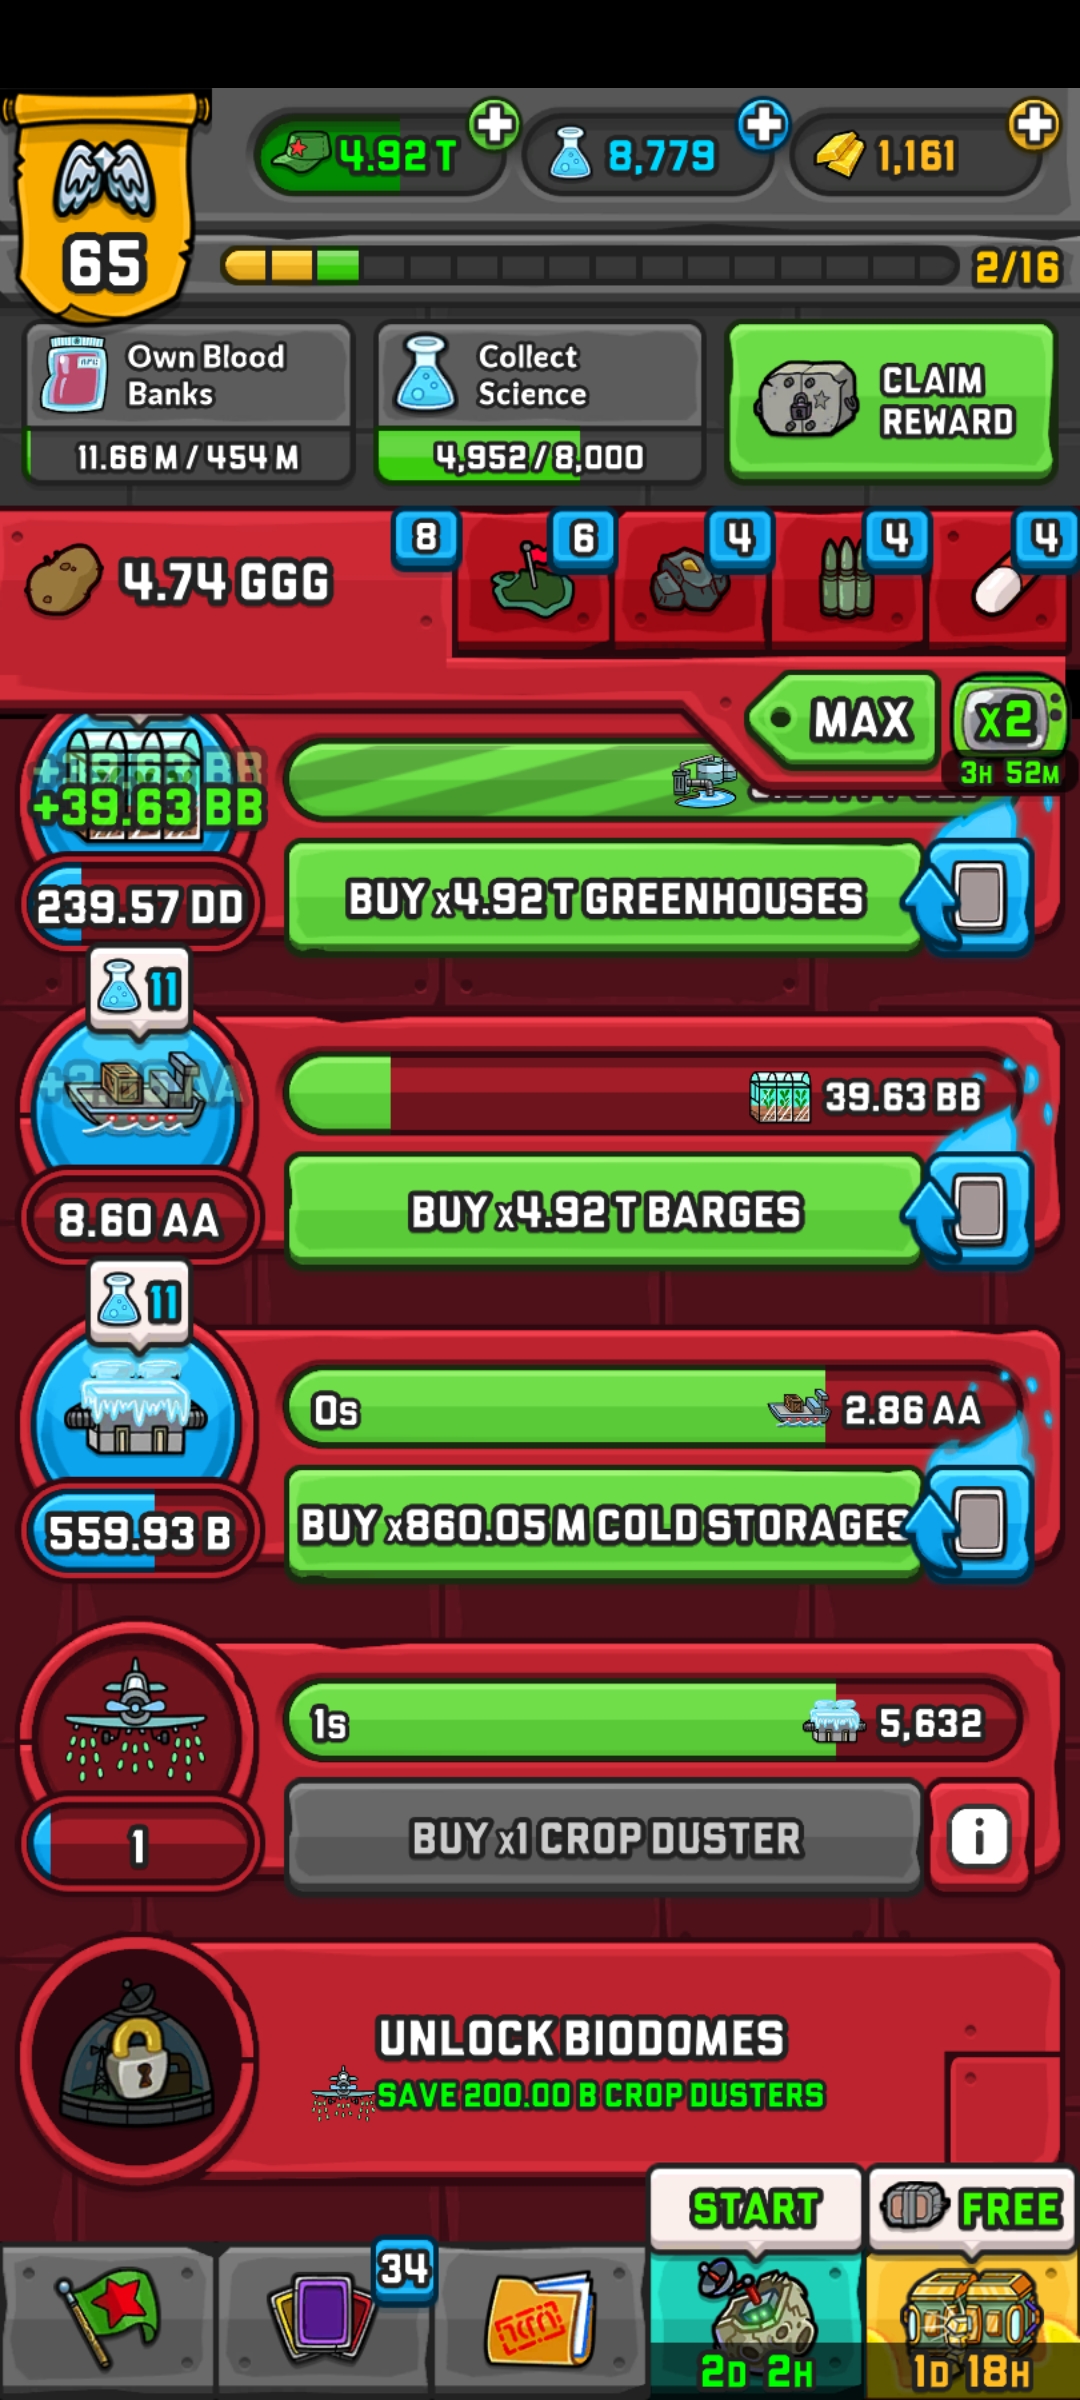 65
4.92 T
8,779
1,161
2/16
Own Blood
Banks
11.66 M / 454 M
Collect
Science
4,952/8,000
CLAIM
REWARD
4.74 GGG
8
6
4
4
4
MAX
x2
3H 52M
+39.63 BB
+39.63 BB
239.57 DD
BUY x4.92 T GREENHOUSES
11
39.63 BB
8.60 AA
BUY x4.92 T BARGES
11
0s
2.86 AA
559.93 B
BUY x860.05 M COLD STORAGES
1s
5,632
1
BUY x1 CROP DUSTER
i
UNLOCK BIODOMES
SAVE 200.00 B CROP DUSTERS
START
FREE
34
2D 2H
1D 18H